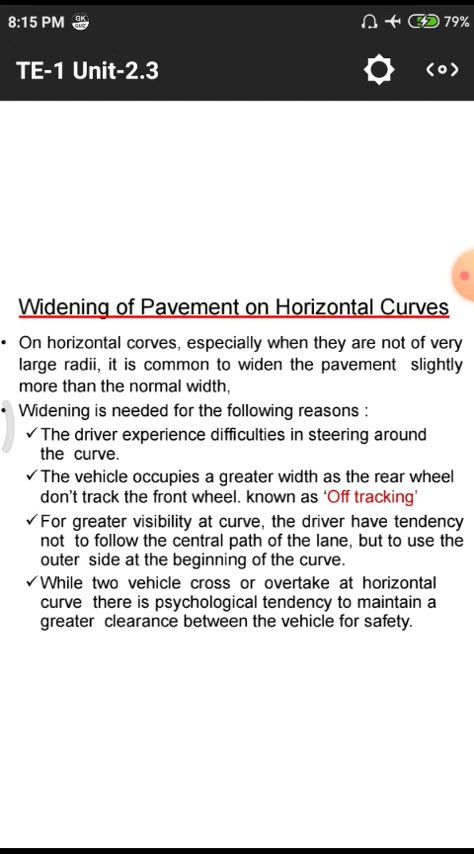 8:15 PM GK 79%
TE-1 Unit-2.3
Widening of Pavement on Horizontal Curves
• On horizontal corves, especially when they are not of very
large radii, it is common to widen the pavement slightly
more than the normal width,
• Widening is needed for the following reasons :
✓ The driver experience difficulties in steering around
the curve.
✓ The vehicle occupies a greater width as the rear wheel
don't track the front wheel. known as 'Off tracking'
✓ For greater visibility at curve, the driver have tendency
not to follow the central path of the lane, but to use the
outer side at the beginning of the curve.
✓ While two vehicle cross or overtake at horizontal
curve there is psychological tendency to maintain a
greater clearance between the vehicle for safety.